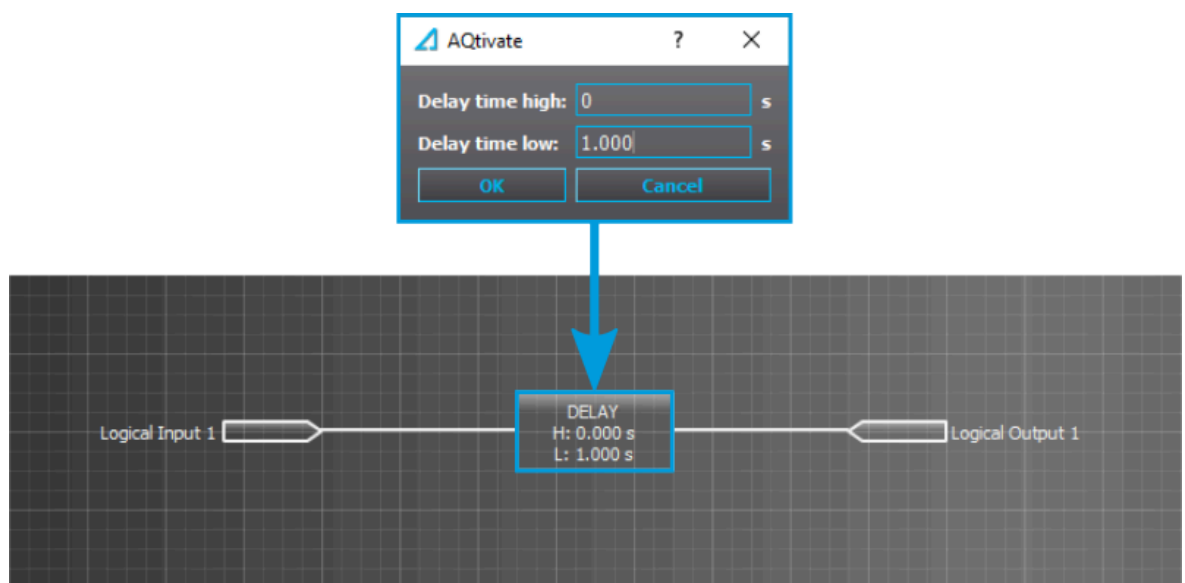 AQtivate ?
Delay time high: 0 s
Delay time low: 1.000 s
OK Cancel
DELAY
H: 0.000 s
L: 1.000 s
Logical Input 1
Logical Output 1